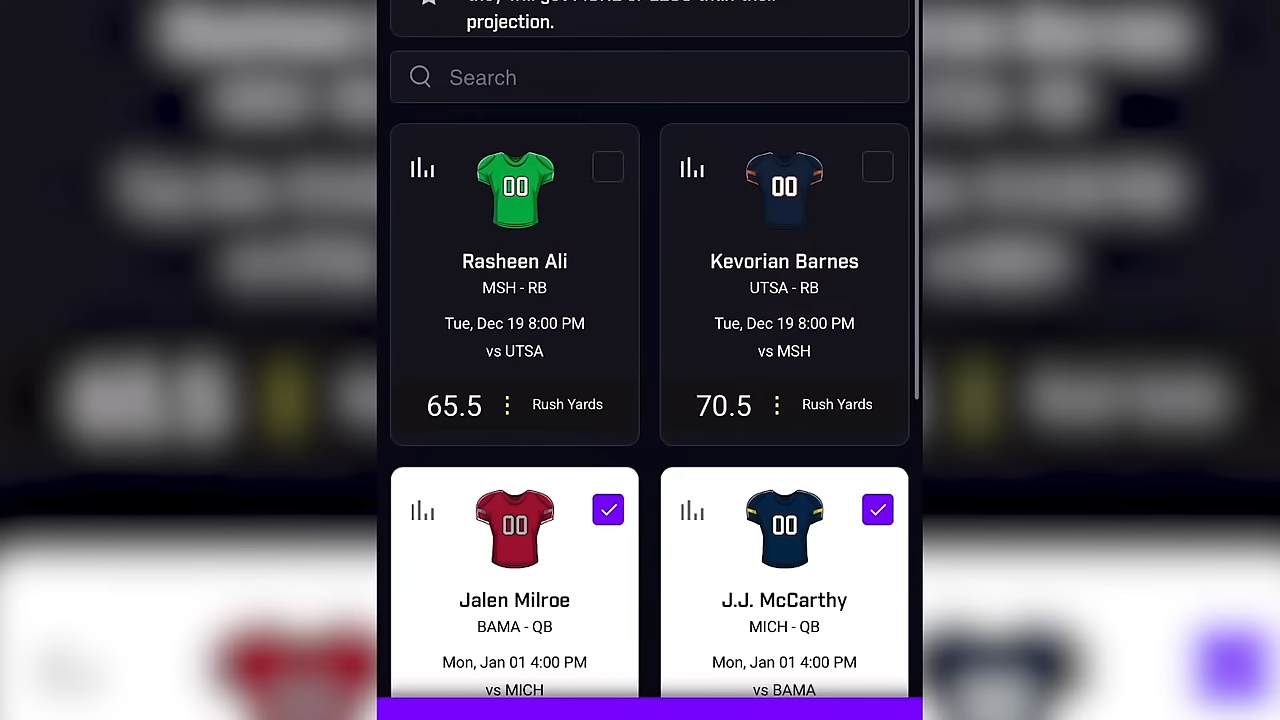 projection.
Search
00
Rasheen Ali
MSH - RB
Tue, Dec 19 8:00 PM
vs UTSA
65.5
Rush Yards
00
Kevorian Barnes
UTSA - RB
Tue, Dec 19 8:00 PM
vs MSH
70.5
Rush Yards
00
Jalen Milroe
BAMA - QB
Mon, Jan 01 4:00 PM
vs MICH
00
J.J. McCarthy
MICH - QB
Mon, Jan 01 4:00 PM
vs BAMA